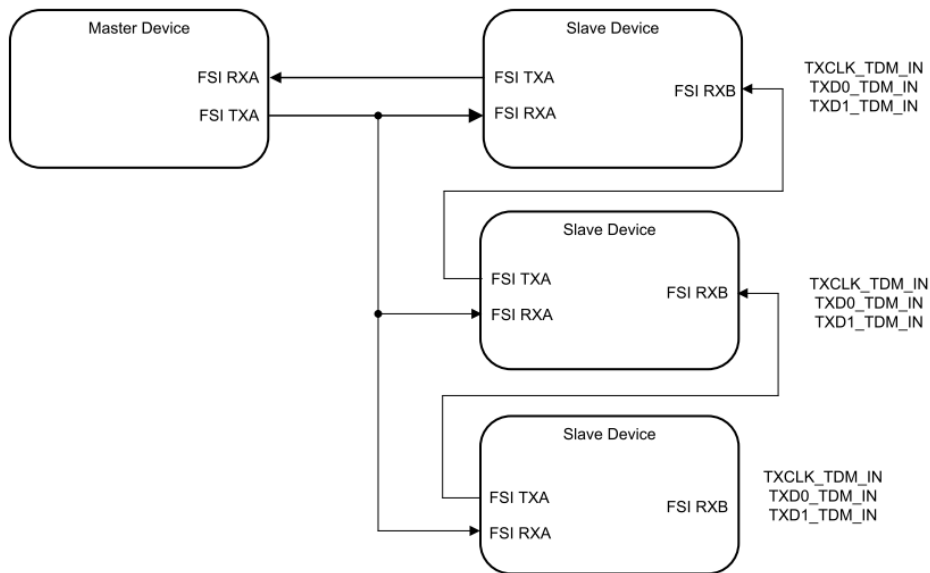 Master Device
FSI RXA
FSI TXA
Slave Device
FSI TXA
FSI RXA
FSI RXB
TXCLK_TDM_IN
TXD0_TDM_IN
TXD1_TDM_IN
Slave Device
FSI TXA
FSI RXA
FSI RXB
TXCLK_TDM_IN
TXD0_TDM_IN
TXD1_TDM_IN
Slave Device
FSI TXA
FSI RXA
FSI RXB
TXCLK_TDM_IN
TXD0_TDM_IN
TXD1_TDM_IN